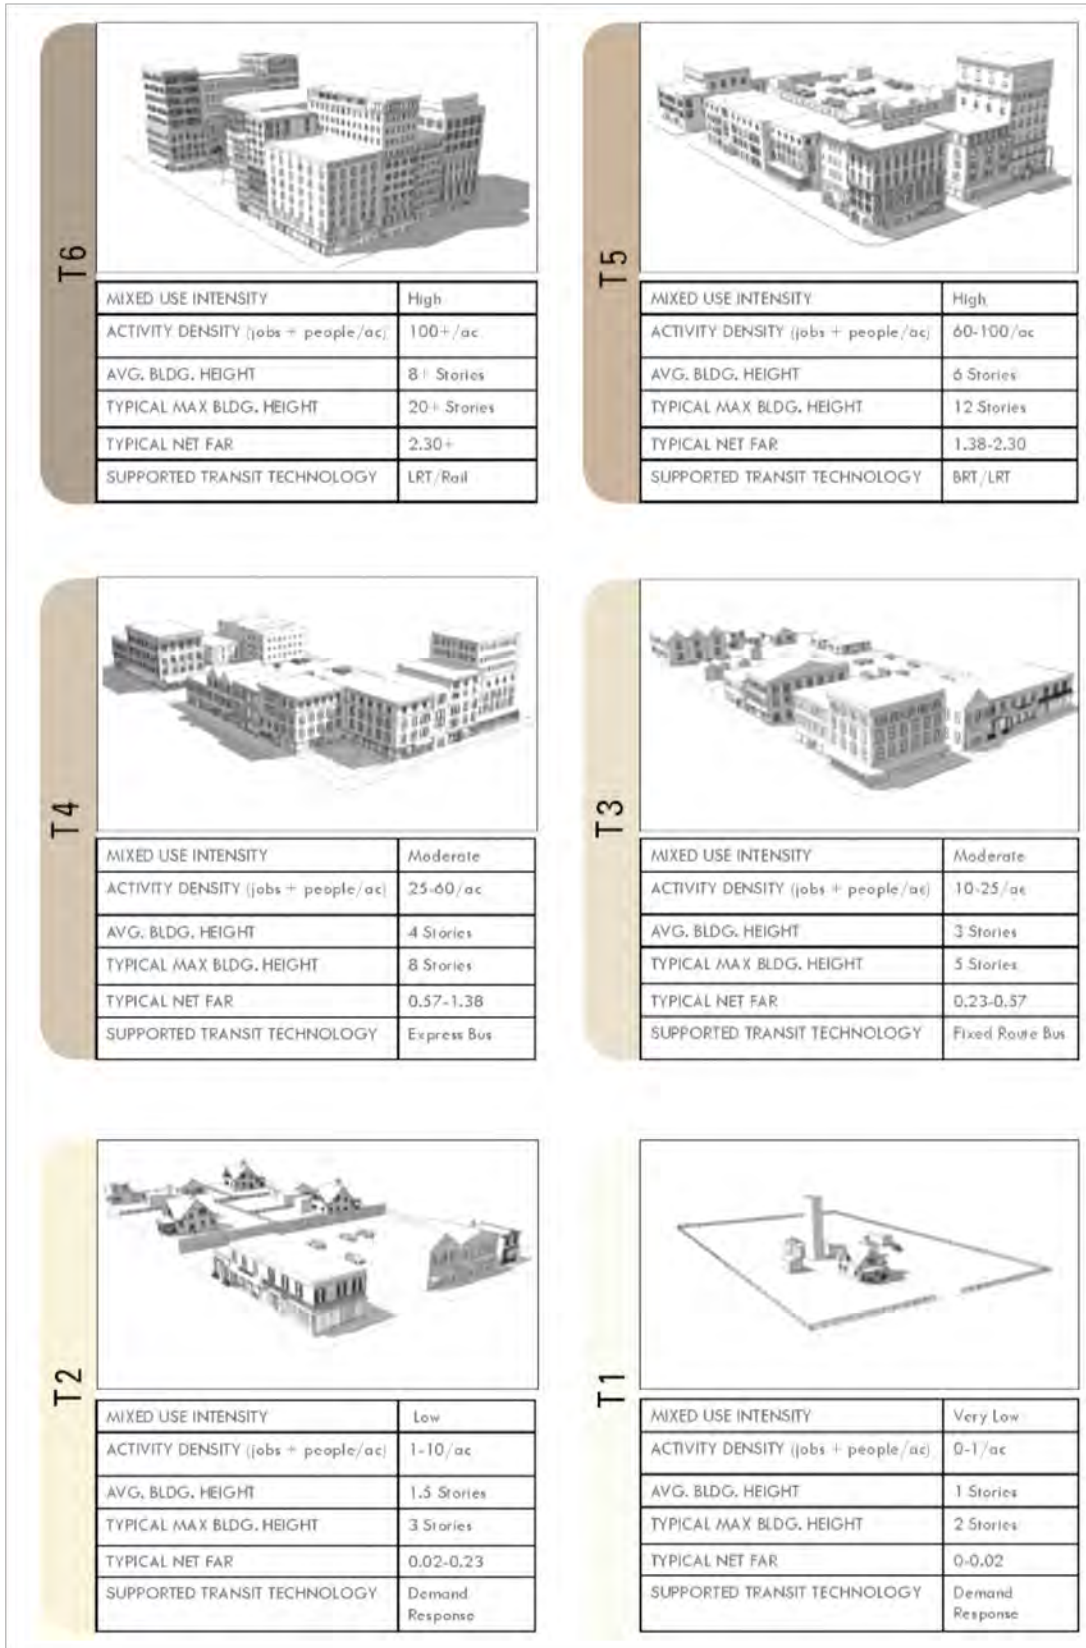 T6
MIXED USE INTENSITY High
ACTIVITY DENSITY (jobs + people/ac) 100+/ac
AVG. BLDG. HEIGHT 8+ Stories
TYPICAL MAX BLDG. HEIGHT 20+ Stories
TYPICAL NET FAR 2.30+
SUPPORTED TRANSIT TECHNOLOGY LRT/Rail
T5
MIXED USE INTENSITY High
ACTIVITY DENSITY (jobs + people/ac) 60-100/ac
AVG. BLDG. HEIGHT 6 Stories
TYPICAL MAX BLDG. HEIGHT 12 Stories
TYPICAL NET FAR 1.38-2.30
SUPPORTED TRANSIT TECHNOLOGY BRT/LRT
T4
MIXED USE INTENSITY Moderate
ACTIVITY DENSITY (jobs + people/ac) 25-60/ac
AVG. BLDG. HEIGHT 4 Stories
TYPICAL MAX BLDG. HEIGHT 8 Stories
TYPICAL NET FAR 0.57-1.38
SUPPORTED TRANSIT TECHNOLOGY Express Bus
T3
MIXED USE INTENSITY Moderate
ACTIVITY DENSITY (jobs + people/ac) 10-25/ac
AVG. BLDG. HEIGHT 3 Stories
TYPICAL MAX BLDG. HEIGHT 5 Stories
TYPICAL NET FAR 0.23-0.57
SUPPORTED TRANSIT TECHNOLOGY Fixed Route Bus
T2
MIXED USE INTENSITY Low
ACTIVITY DENSITY (jobs + people/ac) 1-10/ac
AVG. BLDG. HEIGHT 1.5 Stories
TYPICAL MAX BLDG. HEIGHT 3 Stories
TYPICAL NET FAR 0.02-0.23
SUPPORTED TRANSIT TECHNOLOGY Demand
Response
T1
MIXED USE INTENSITY Very Low
ACTIVITY DENSITY (jobs + people/ac) 0-1/ac
AVG. BLDG. HEIGHT 1 Stories
TYPICAL MAX BLDG. HEIGHT 2 Stories
TYPICAL NET FAR 0-0.02
SUPPORTED TRANSIT TECHNOLOGY Demand
Response